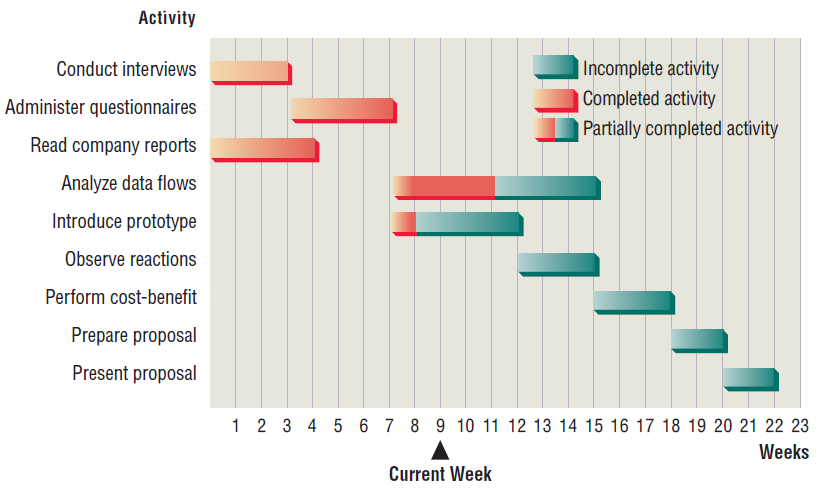 Activity
Conduct interviews
Incomplete activity
Administer questionnaires
Completed activity
Partially completed activity
Read company reports
Analyze data flows
Introduce prototype
Observe reactions
Perform cost-benefit
Prepare proposal
Present proposal
1 2 3 4 5 6 7 8 9 10 11 12 13 14 15 16 17 18 19 20 21 22 23
Weeks
Current Week